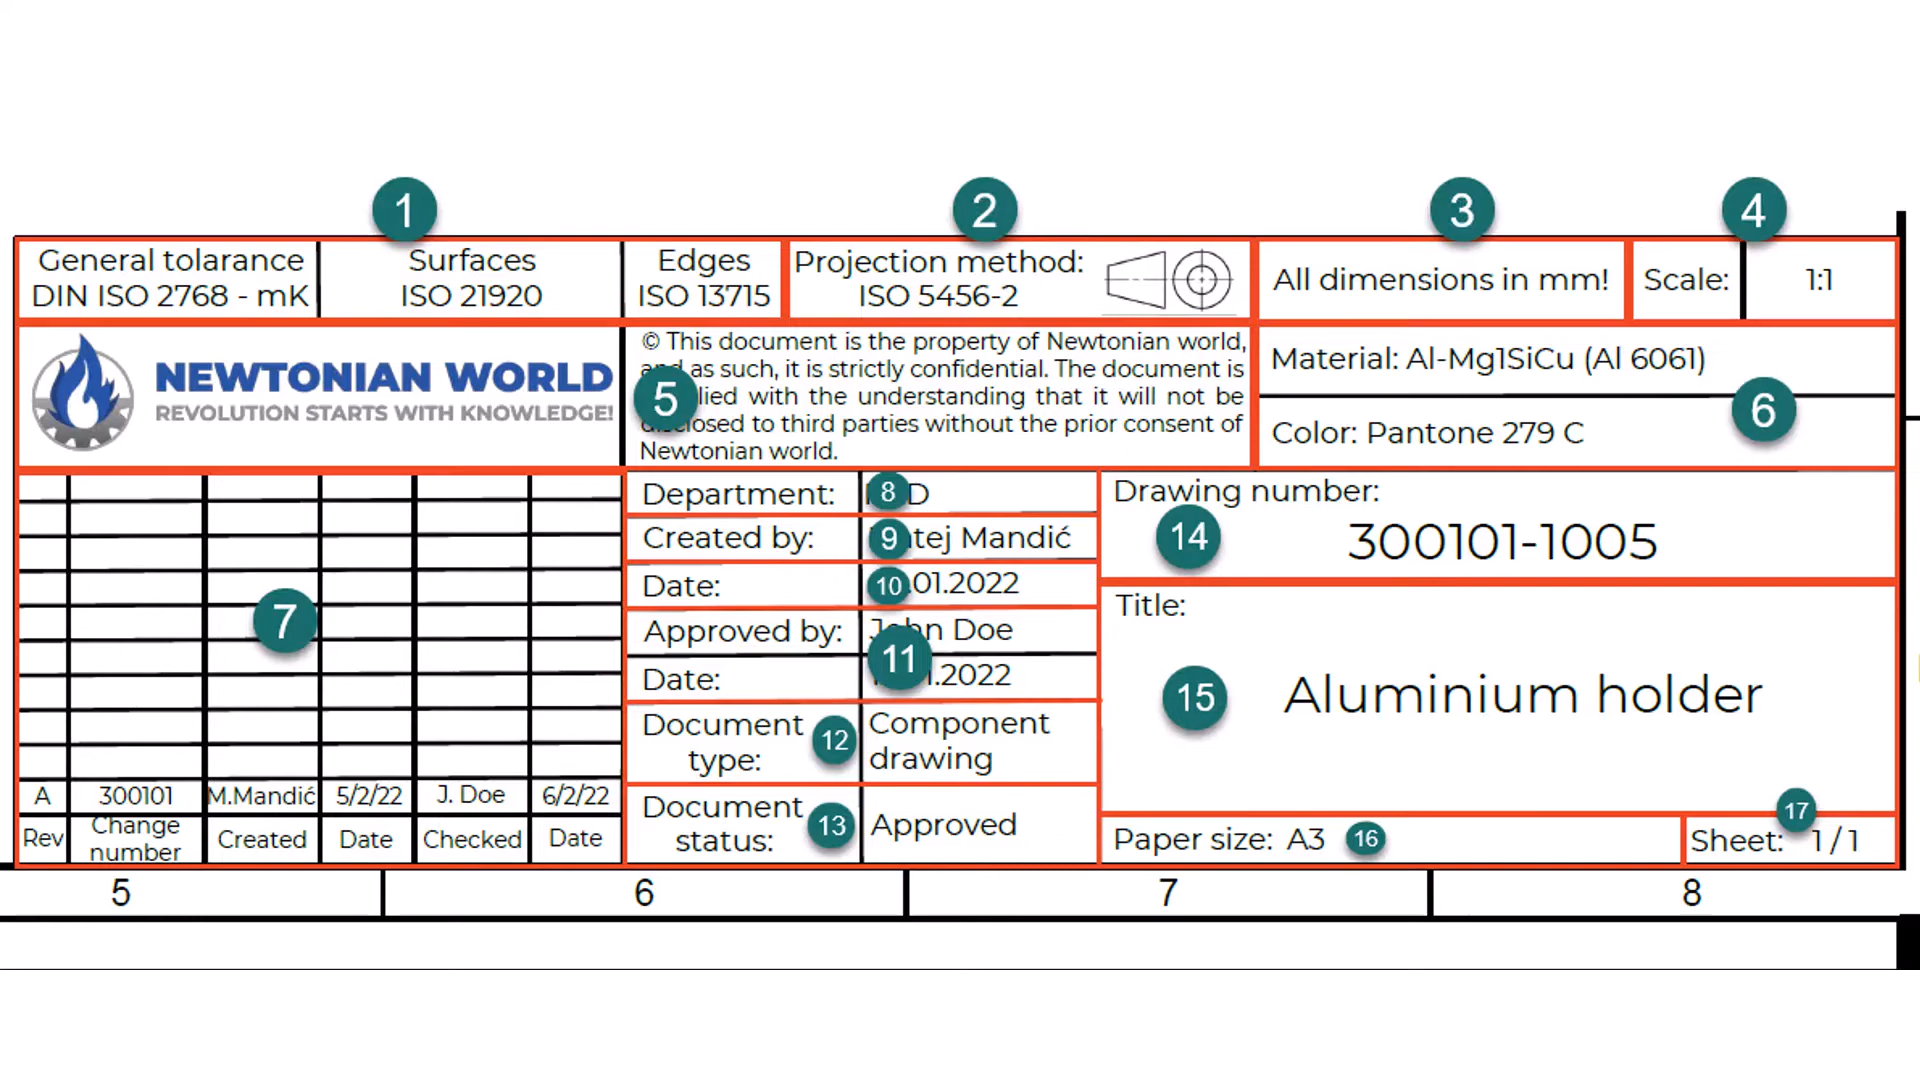 1
2
3
4
General tolarance
DIN ISO 2768 - mK
Surfaces
ISO 21920
Edges
ISO 13715
Projection method:
ISO 5456-2
All dimensions in mm!
Scale:
1:1
NEWTONIAN WORLD
REVOLUTION STARTS WITH KNOWLEDGE!
© This document is the property of Newtonian world,
as such, it is strictly confidential. The document is
5
with the understanding that it will not be
to third parties without the prior consent of
Newtonian world.
Material: Al-Mg1SiCu (Al 6061)
6
Color: Pantone 279 C
7
A 300101 M.Mandić 5/2/22 J. Doe 6/2/22
Rev Change number Created Date Checked Date
Department: 8
Created by: 9 Mandić
Date: 10 .01.2022
Approved by: John Doe
11
Date: .2022
Document type: 12 Component drawing
Document status: 13 Approved
Drawing number:
14 300101-1005
Title:
15 Aluminium holder
Paper size: A3 16
17
Sheet: 1 / 1
5 6 7 8